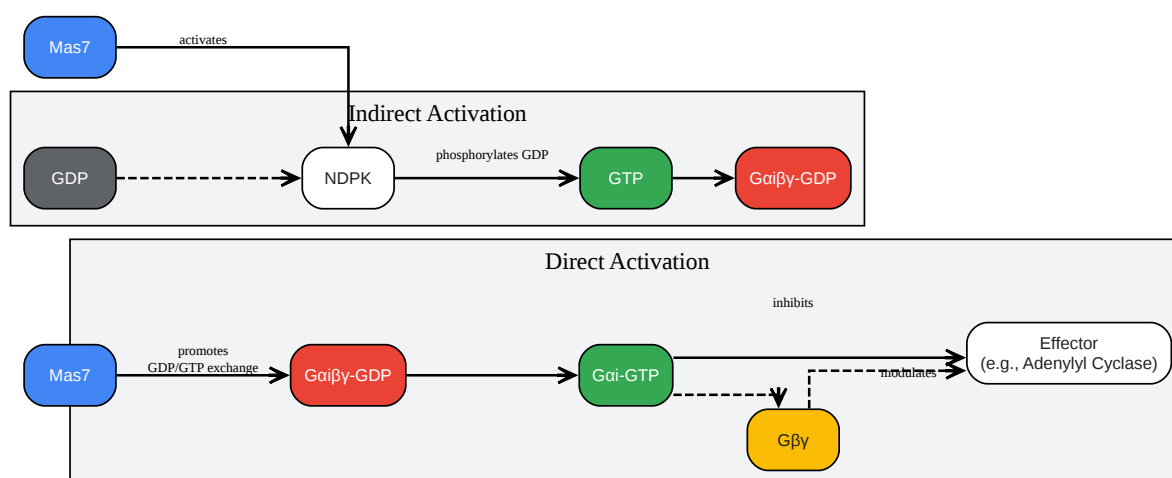 Mas7
activates
Indirect Activation
GDP
NDPK
phosphorylates GDP
GTP
Gαiβγ-GDP
Direct Activation
inhibits
Mas7
promotes
GDP/GTP exchange
Gαiβγ-GDP
Gαi-GTP
Effector
(e.g., Adenylyl Cyclase)
modulates
Gβγ